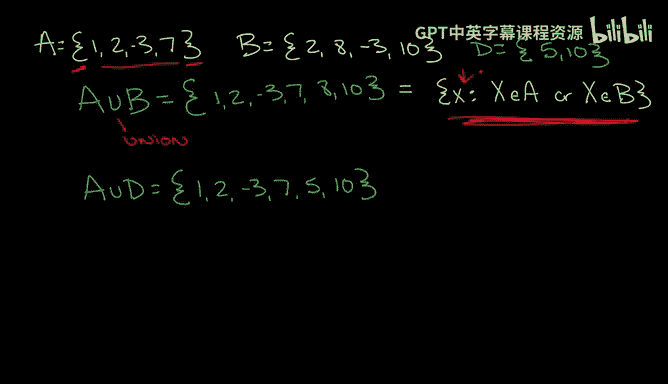 A={1,2,-3,7} B={2,8,-3,10} D={5,10}
GPT中英字幕课程资源 bilibili
A∪B={1,2,-3,7,8,10} = {x: X∈A or X∈B}
UNION
A∪D={1,2,-3,7,5,10}